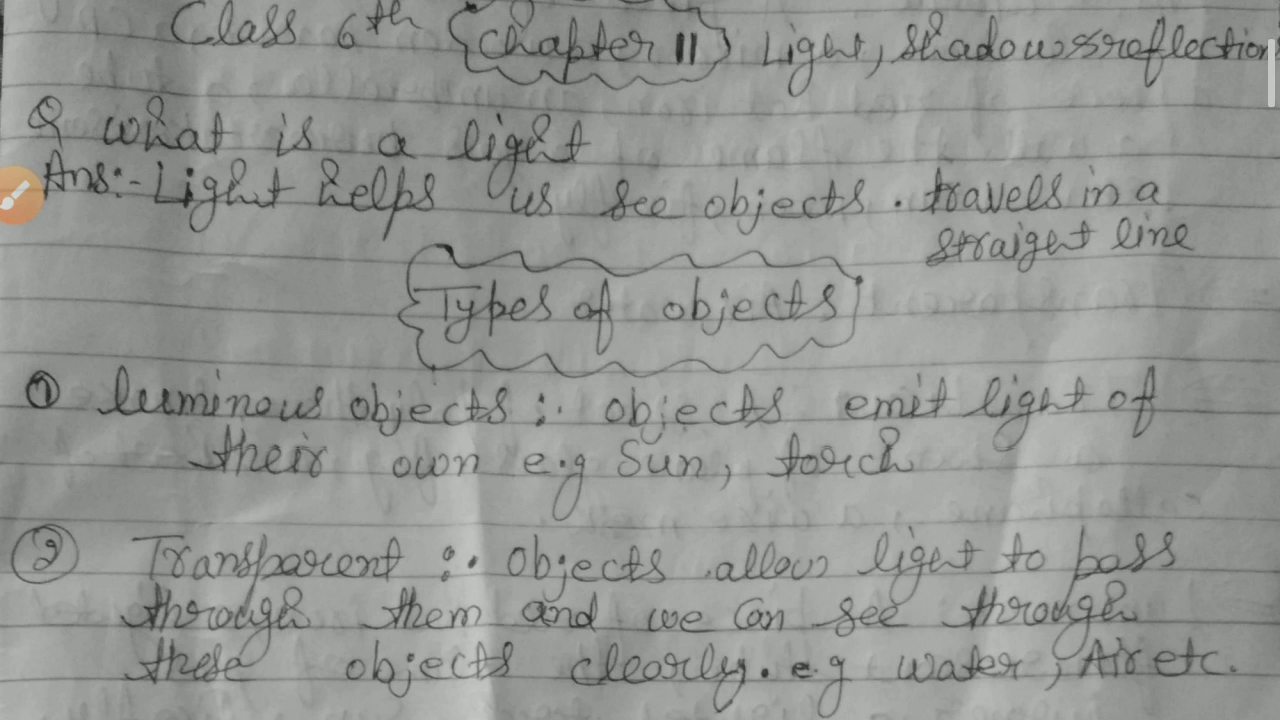 Class 6th Chapter 11 Light, Shadows & reflection
Q what is a light
Ans:- Light helps us see objects. travels in a
straight line
Types of objects
① luminous objects :. objects emit light of
their own e.g Sun, torch
② Transparent :. Objects allow light to pass
through them and we can see through
these objects clearly. e.g water, Air etc.